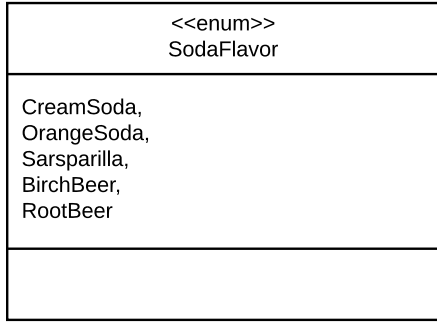 <<enum>>
SodaFlavor
CreamSoda,
OrangeSoda,
Sarsparilla,
BirchBeer,
RootBeer